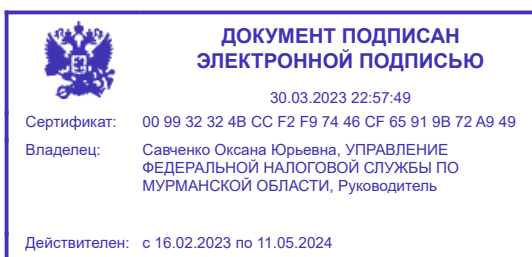 ДОКУМЕНТ ПОДПИСАН
ЭЛЕКТРОННОЙ ПОДПИСЬЮ
30.03.2023 22:57:49
Сертификат: 00 99 32 32 4B CC F2 F9 74 46 CF 65 91 9B 72 A9 49
Владелец: Савченко Оксана Юрьевна, УПРАВЛЕНИЕ
ФЕДЕРАЛЬНОЙ НАЛОГОВОЙ СЛУЖБЫ ПО
МУРМАНСКОЙ ОБЛАСТИ, Руководитель
Действителен: с 16.02.2023 по 11.05.2024